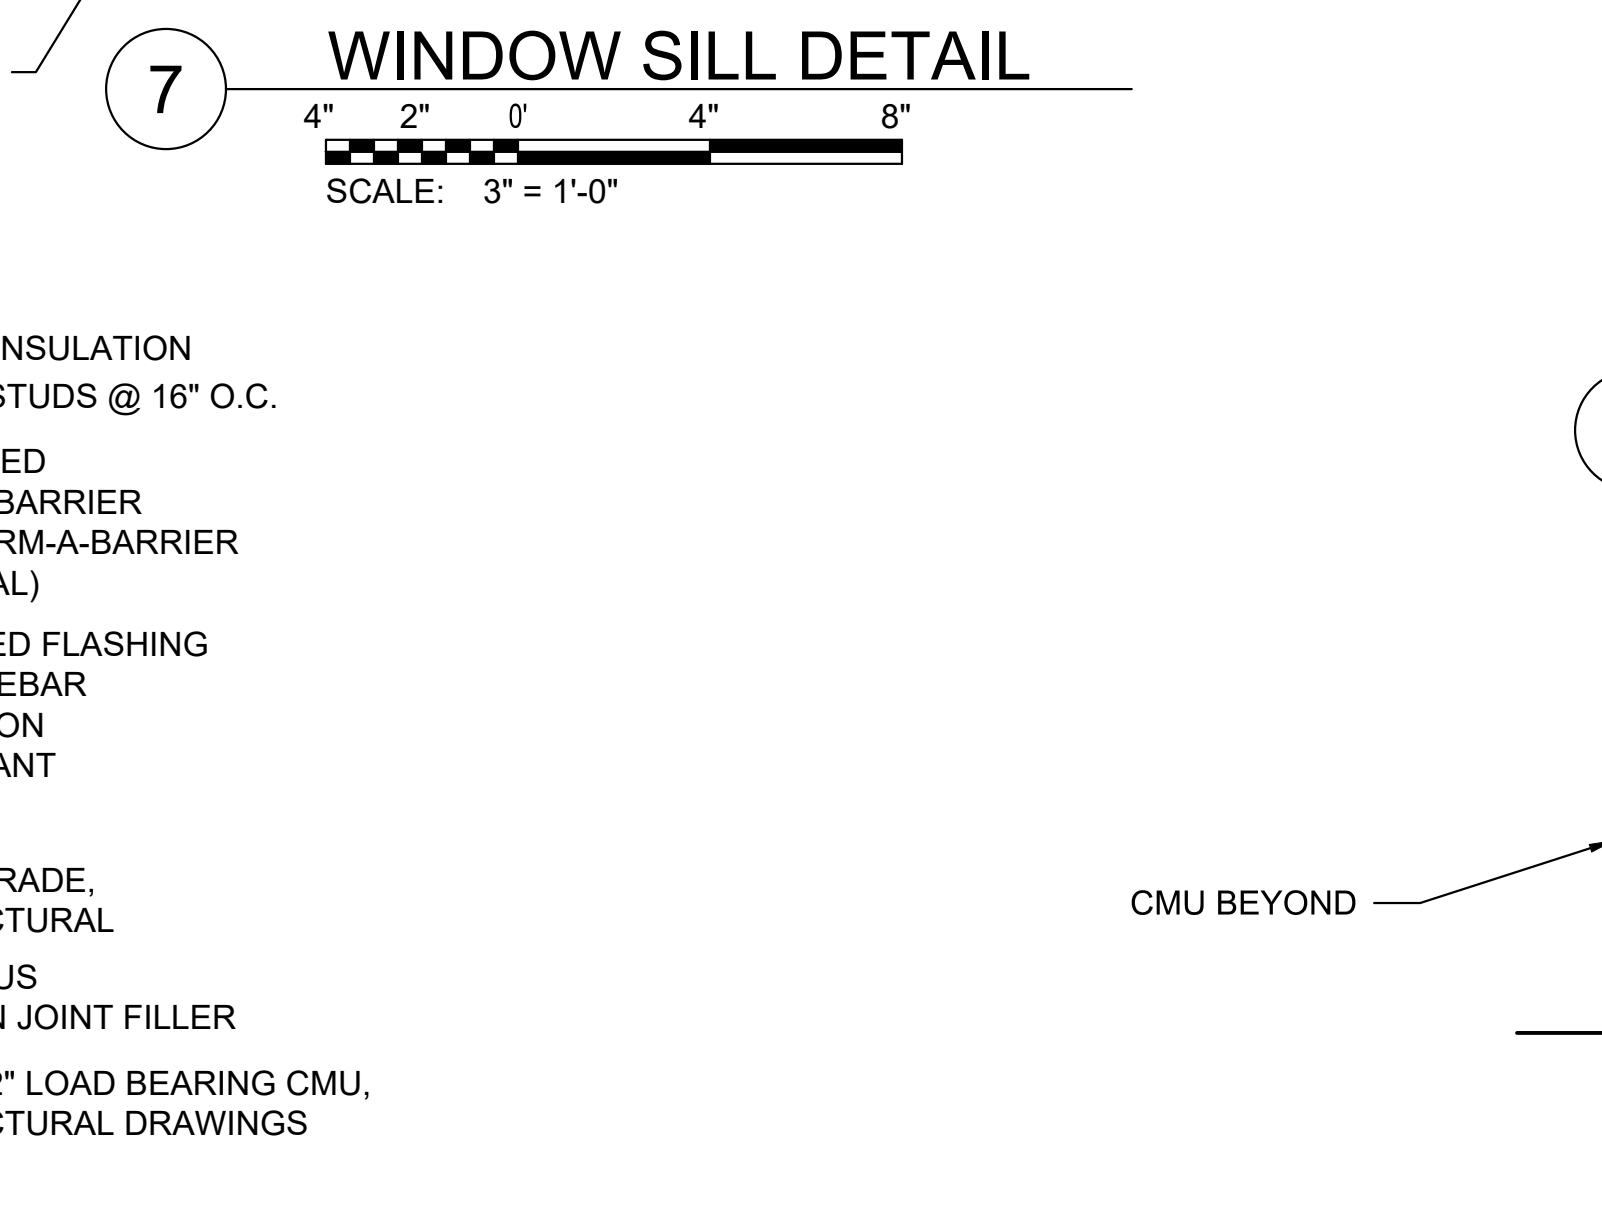 7
WINDOW SILL DETAIL
4" 2" 0' 4" 8"
SCALE: 3" = 1'-0"
NSULATION
STUDS @ 16" O.C.
ED
BARRIER
RM-A-BARRIER
AL)
ED FLASHING
EBAR
ON
ANT
RADE,
CTURAL
US
N JOINT FILLER
2" LOAD BEARING CMU,
CTURAL DRAWINGS
CMU BEYOND